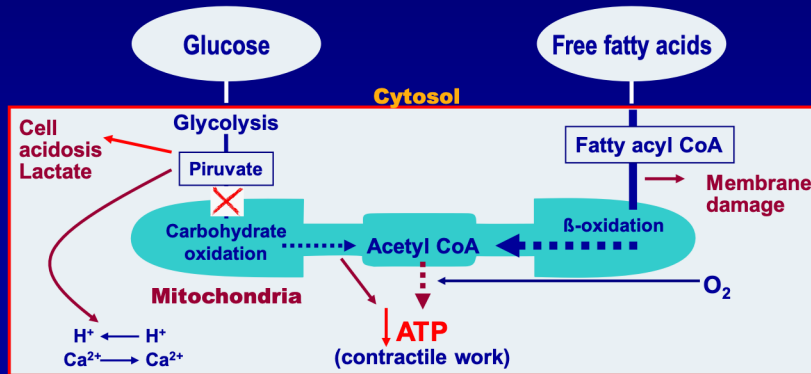 Glucose
Free fatty acids
Cytosol
Glycolysis
Cell
acidosis
Lactate
Piruvate
Fatty acyl CoA
Membrane
damage
Carbohydrate
oxidation
Acetyl CoA
ß-oxidation
Mitochondria
O₂
ATP
(contractile work)
H⁺ H⁺
Ca²⁺ Ca²⁺